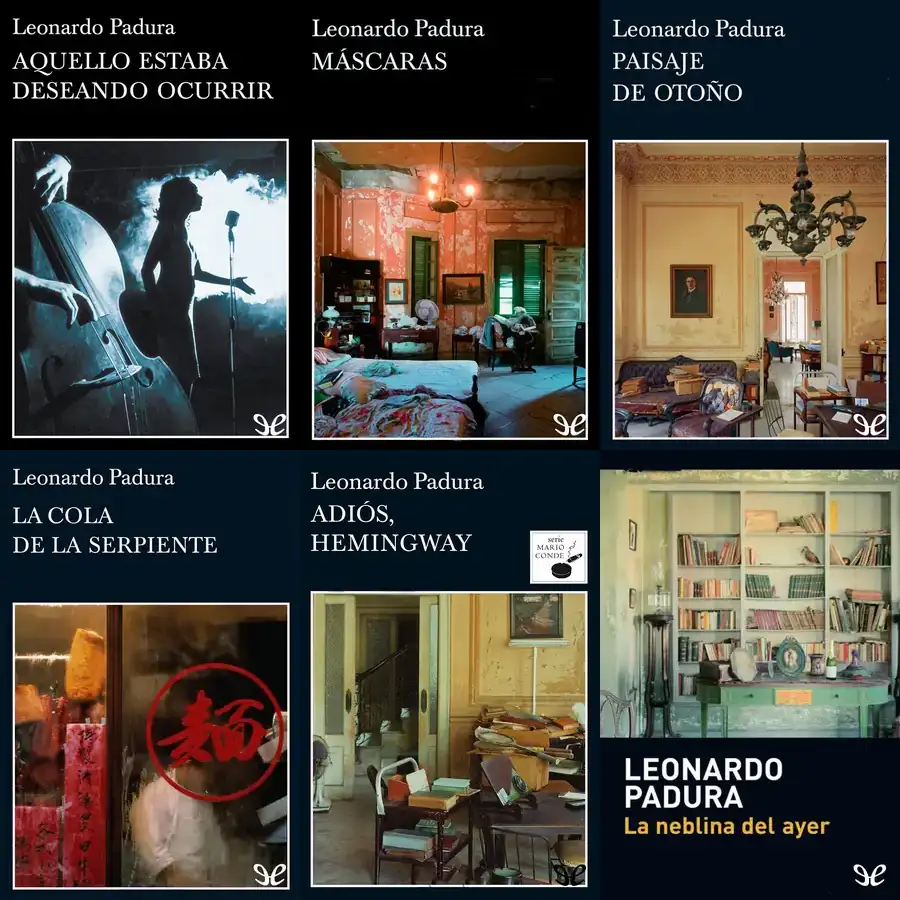 Leonardo Padura
AQUELLO ESTABA
DESEANDO OCURRIR
Leonardo Padura
MÁSCARAS
Leonardo Padura
PAISAJE
DE OTOÑO
Leonardo Padura
LA COLA
DE LA SERPIENTE
麵
Leonardo Padura
ADIÓS,
HEMINGWAY
serie
MARIO
CONDE
LEONARDO
PADURA
La neblina del ayer